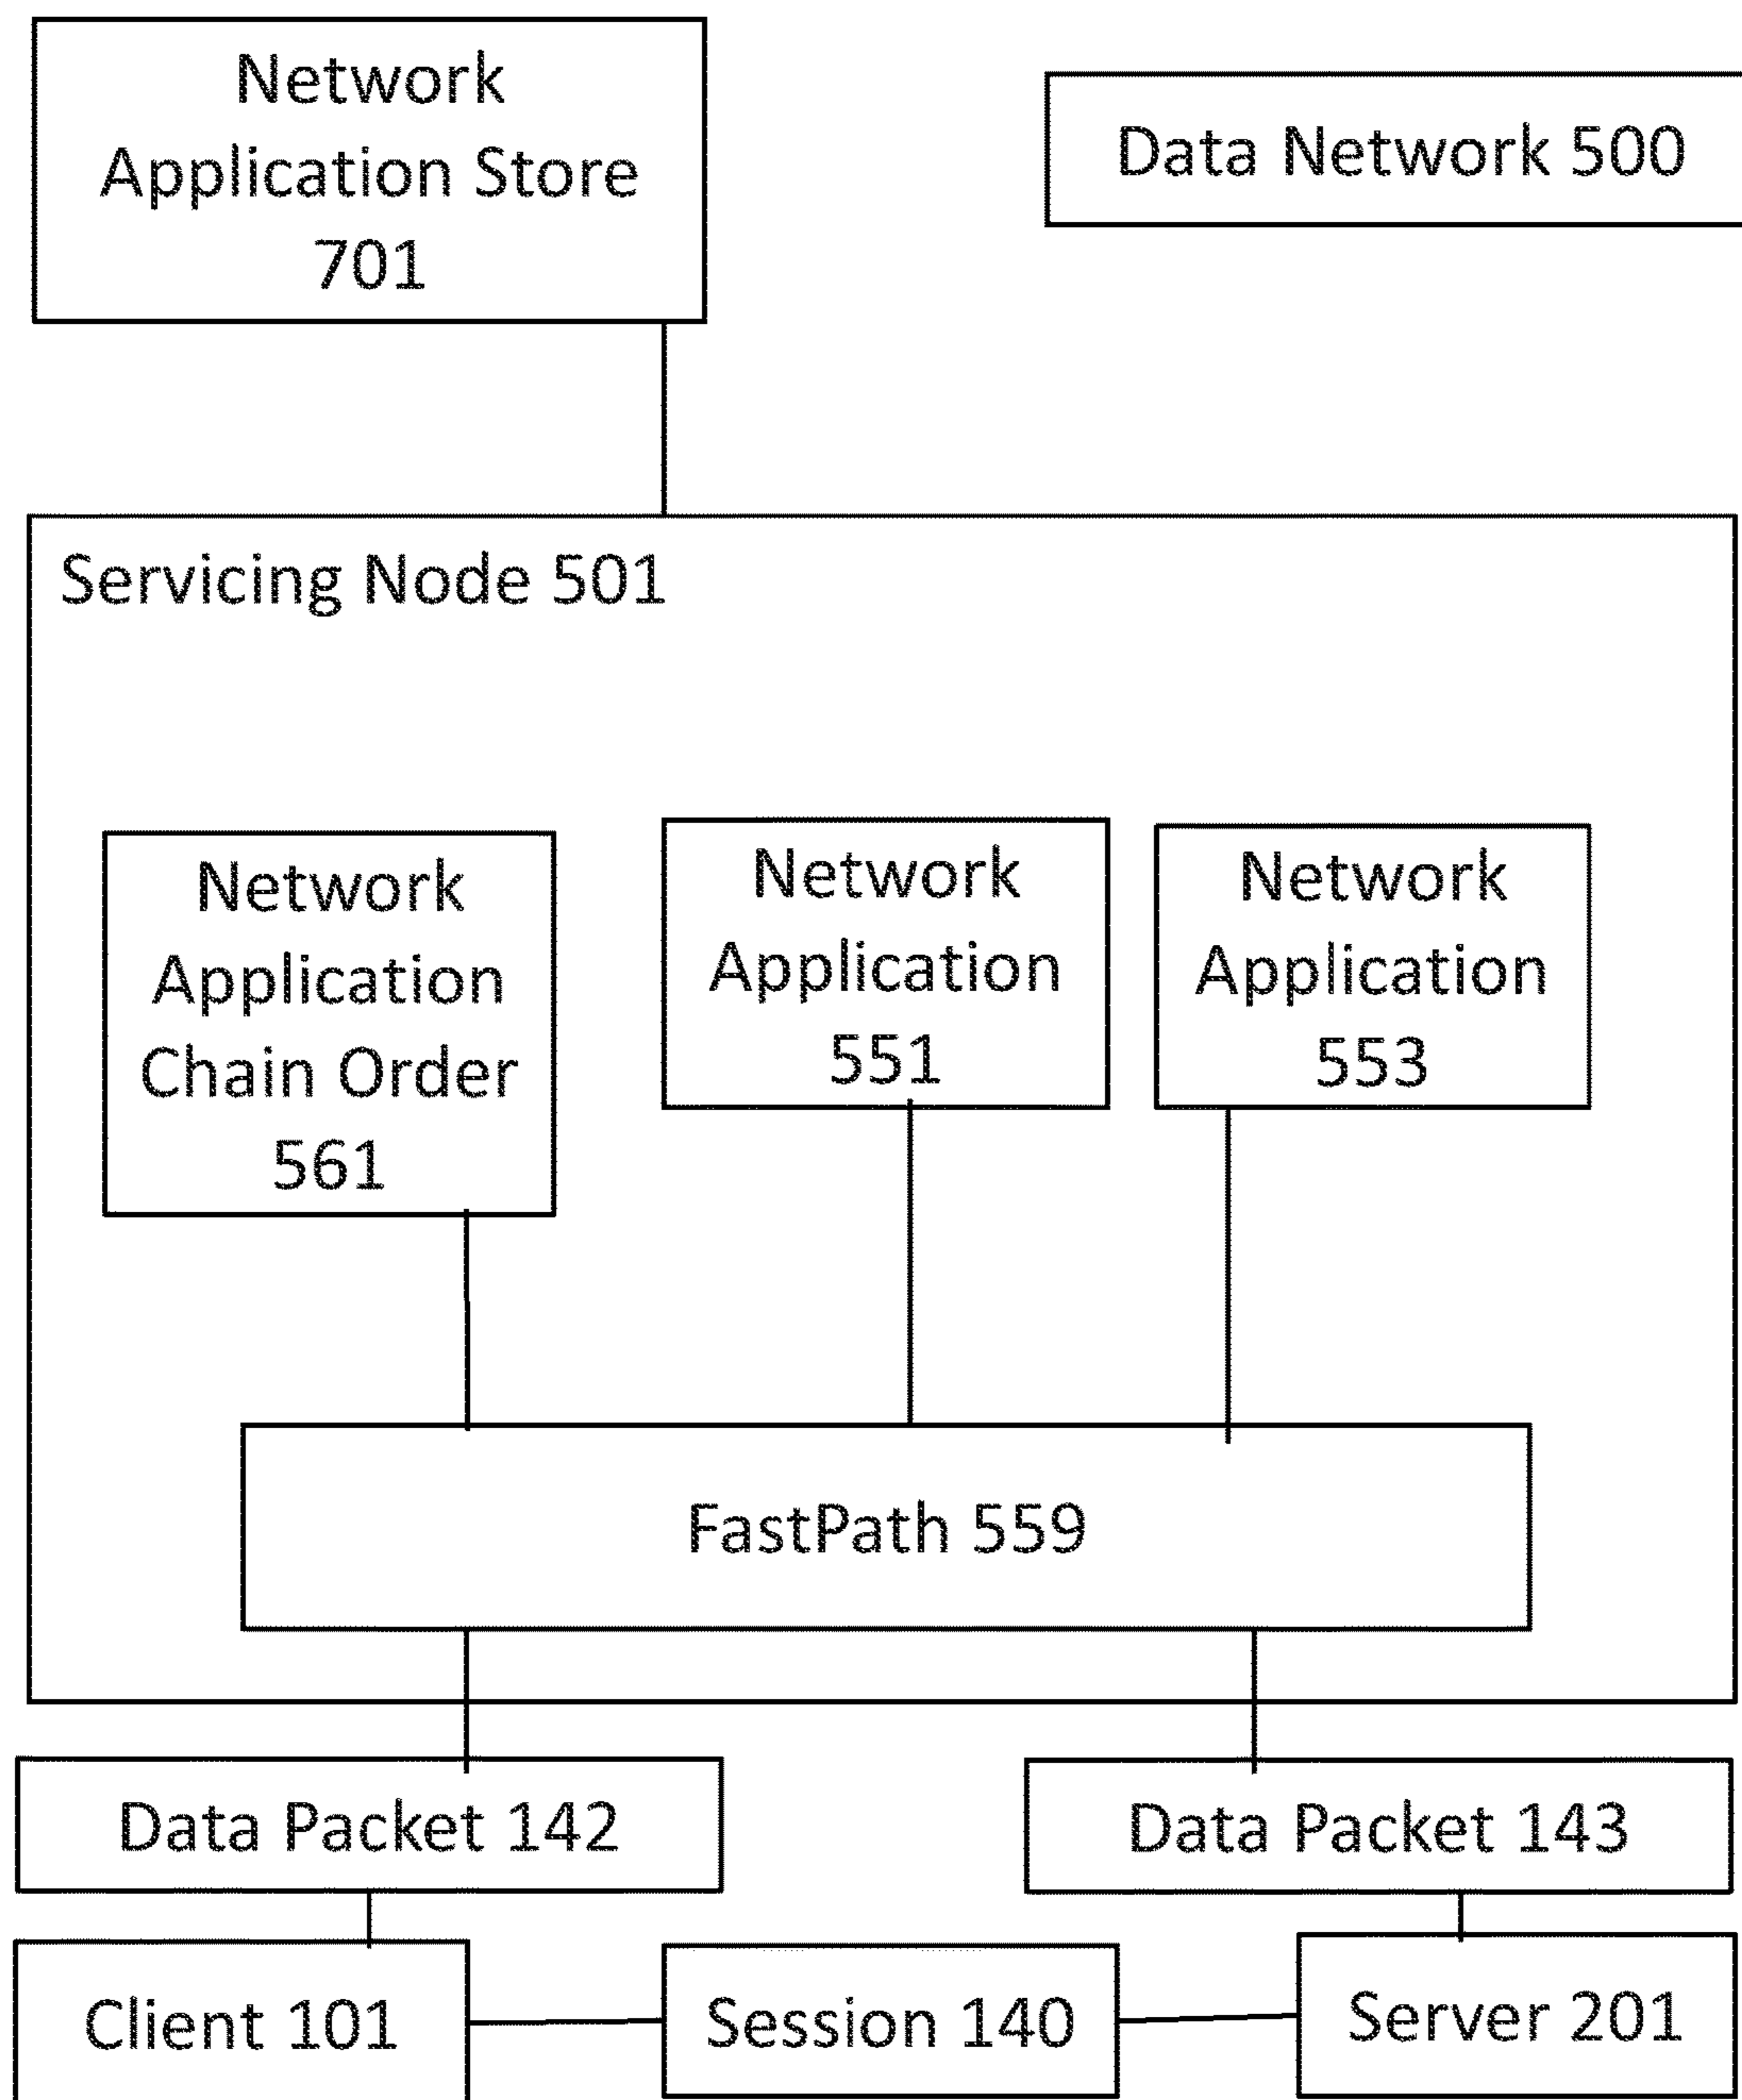 Network
Application Store
701
Data Network 500
Servicing Node 501
Network
Application
Chain Order
561
Network
Application
551
Network
Application
553
FastPath 559
Data Packet 142
Data Packet 143
Client 101
Session 140
Server 201